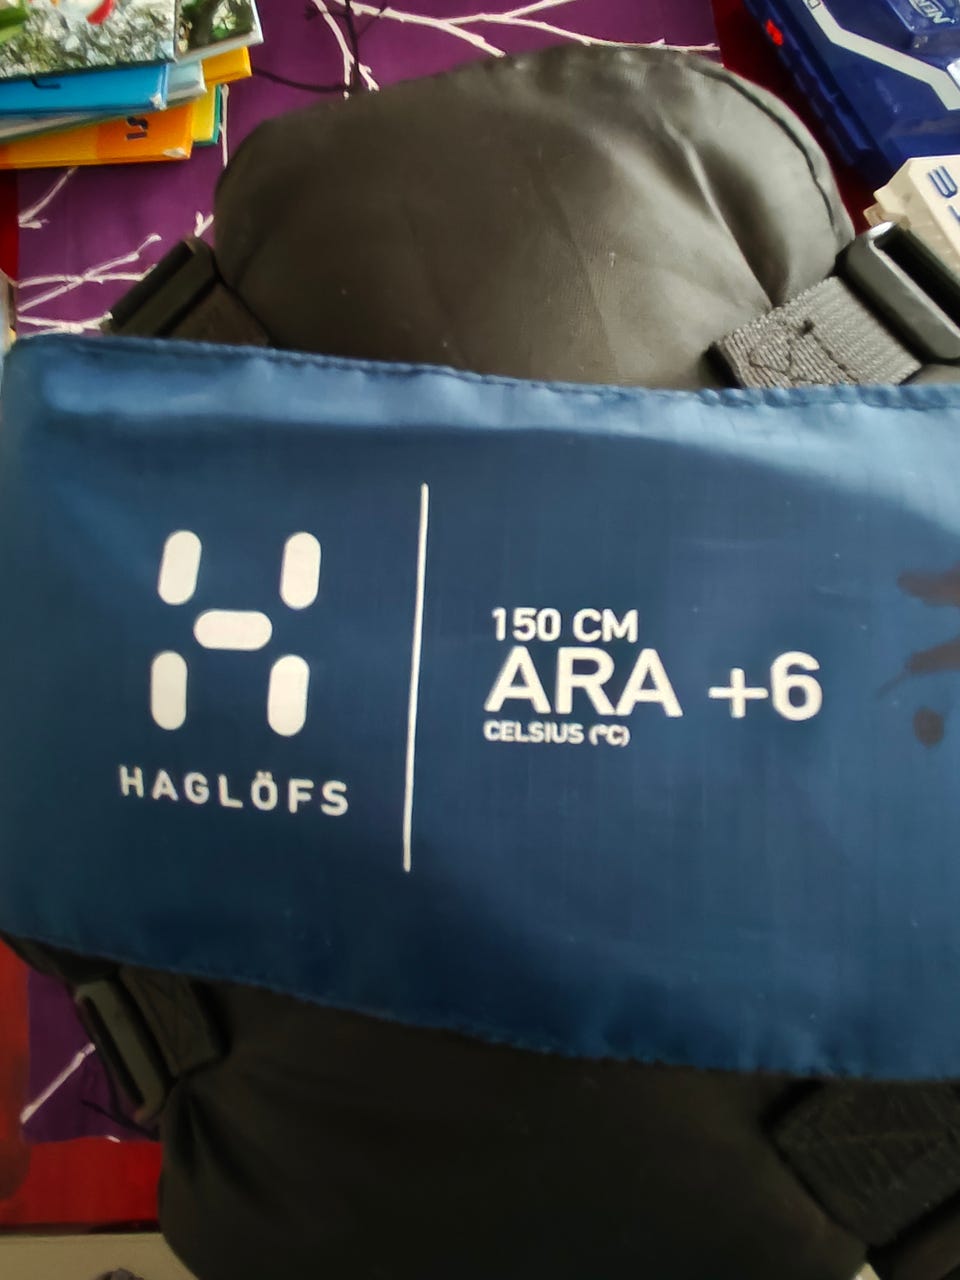 HAGLÖFS
150 CM
ARA +6
CELSIUS (°C)